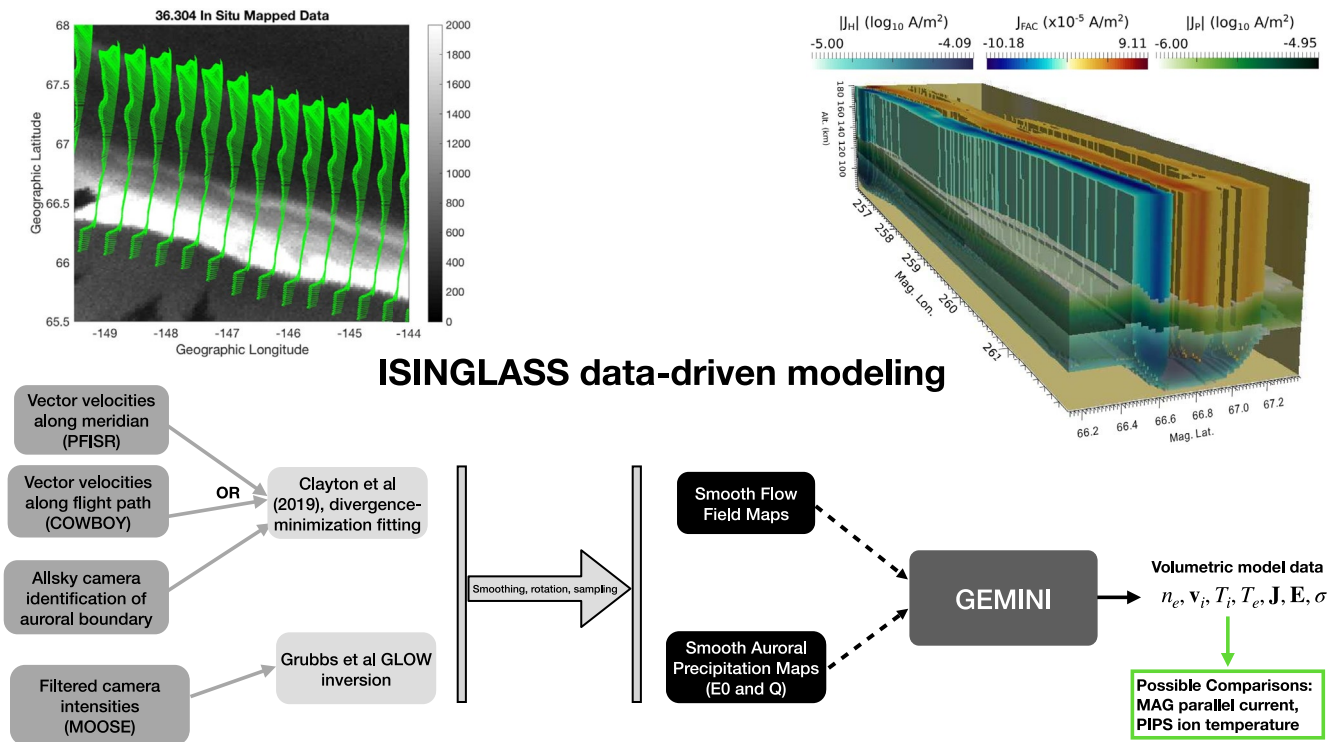 36.304 In Situ Mapped Data
68
67.5
67
66.5
66
65.5
-149
-148
-147
-146
-145
-144
Geographic Latitude
Geographic Longitude
2000
1800
1600
1400
1200
1000
800
600
400
200
0
|J_H| (log₁₀ A/m²)
-5.00 -4.09
J_FAC (x10⁻⁵ A/m²)
-10.18 9.11
|J_P| (log₁₀ A/m²)
-6.00 -4.95
Alt. (km)
180
160
140
120
100
257
258
259
260
261
Mag. Lon.
66.2
66.4
66.6
66.8
67.0
67.2
Mag. Lat.
ISINGLASS data-driven modeling
Vector velocities
along meridian
(PFISR)
OR
Vector velocities
along flight path
(COWBOY)
Allsky camera
identification of
auroral boundary
Filtered camera
intensities
(MOOSE)
Clayton et al
(2019), divergence-
minimization fitting
Grubbs et al GLOW
inversion
Smoothing, rotation, sampling
Smooth Flow
Field Maps
Smooth Auroral
Precipitation Maps
(E0 and Q)
GEMINI
Volumetric model data
nₑ, vᵢ, Tᵢ, Tₑ, J, E, σ
Possible Comparisons:
MAG parallel current,
PIPS ion temperature